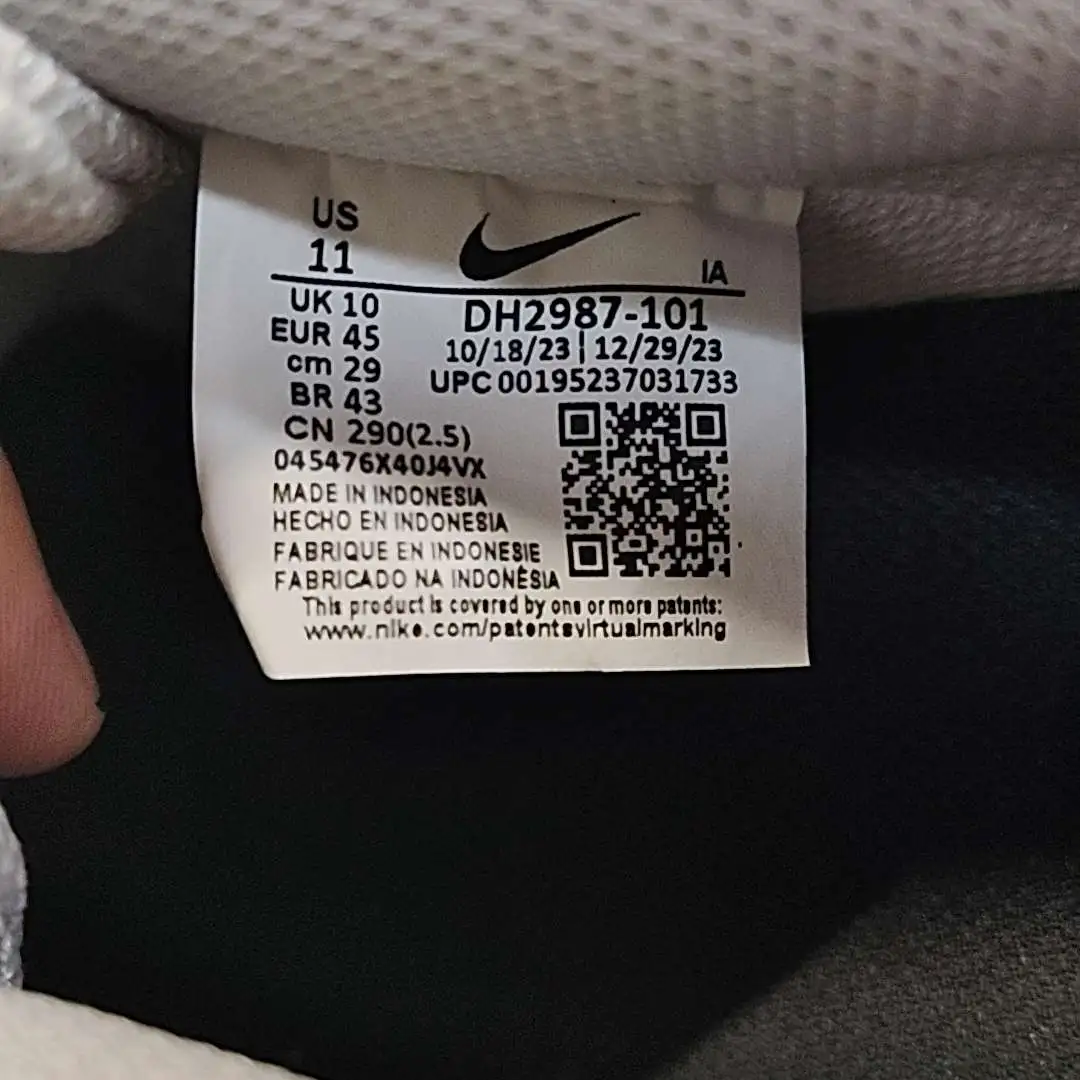 US
11
IA
UK 10
EUR 45
cm 29
BR 43
CN 290(2.5)
045476X40J4VX
DH2987-101
10/18/23 | 12/29/23
UPC 00195237031733
MADE IN INDONESIA
HECHO EN INDONESIA
FABRIQUE EN INDONESIE
FABRICADO NA INDONÉSIA
This product is covered by one or more patents:
www.nike.com/patentsvirtualmarking